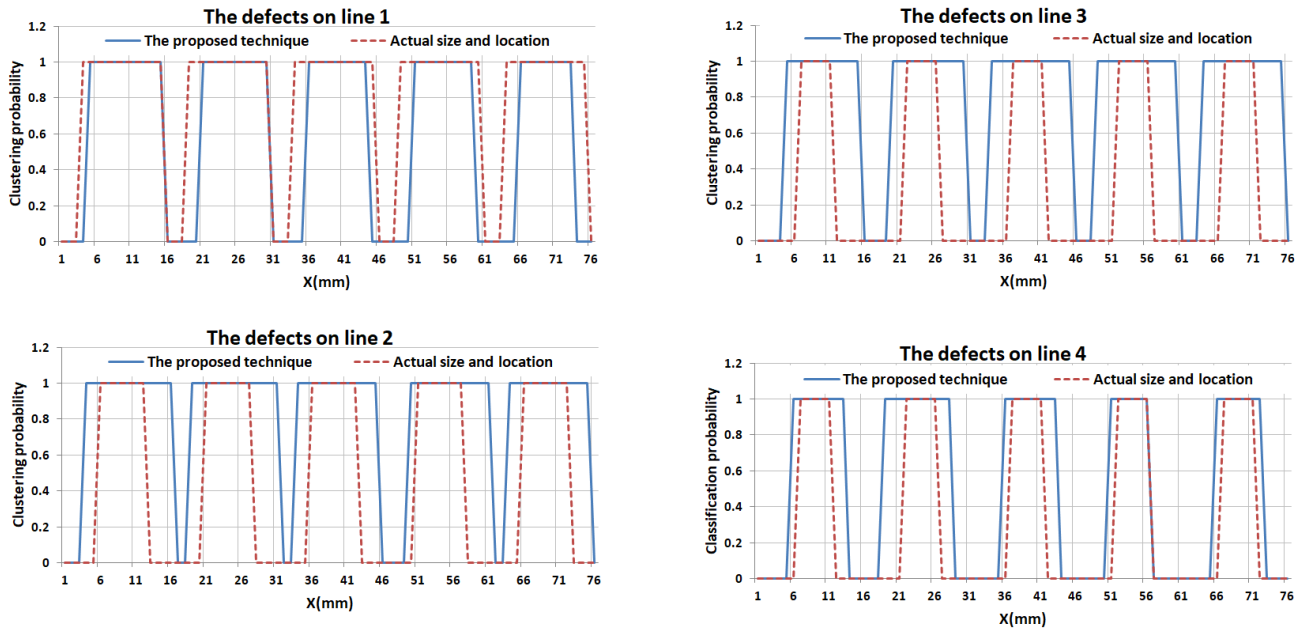 The defects on line 1
The proposed technique
Actual size and location
Clustering probability
1.2
1
0.8
0.6
0.4
0.2
0
1 6 11 16 21 26 31 36 41 46 51 56 61 66 71 76
X(mm)
The defects on line 3
The proposed technique
Actual size and location
Clustering probability
1.2
1
0.8
0.6
0.4
0.2
0
1 6 11 16 21 26 31 36 41 46 51 56 61 66 71 76
X(mm)
The defects on line 2
The proposed technique
Actual size and location
Clustering probability
1.2
1
0.8
0.6
0.4
0.2
0
1 6 11 16 21 26 31 36 41 46 51 56 61 66 71 76
X(mm)
The defects on line 4
The proposed technique
Actual size and location
Classification probability
1.2
1
0.8
0.6
0.4
0.2
0
1 6 11 16 21 26 31 36 41 46 51 56 61 66 71 76
X(mm)